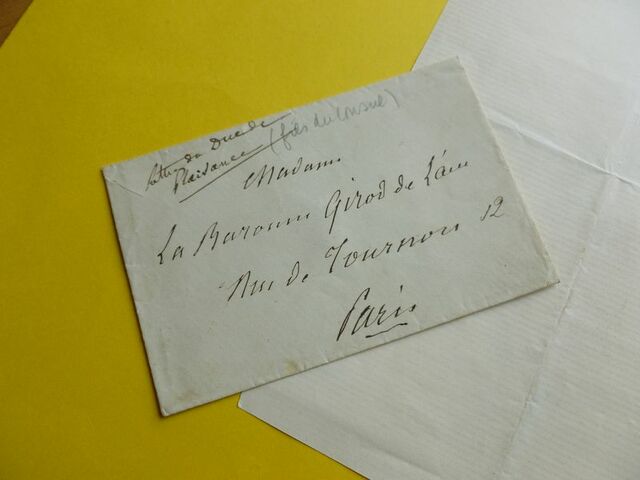 lettre du Duc de
Plaisance (fils du Consul)
Madame
La Baronne Girod de L'ain
Rue de Tournon 12
Paris